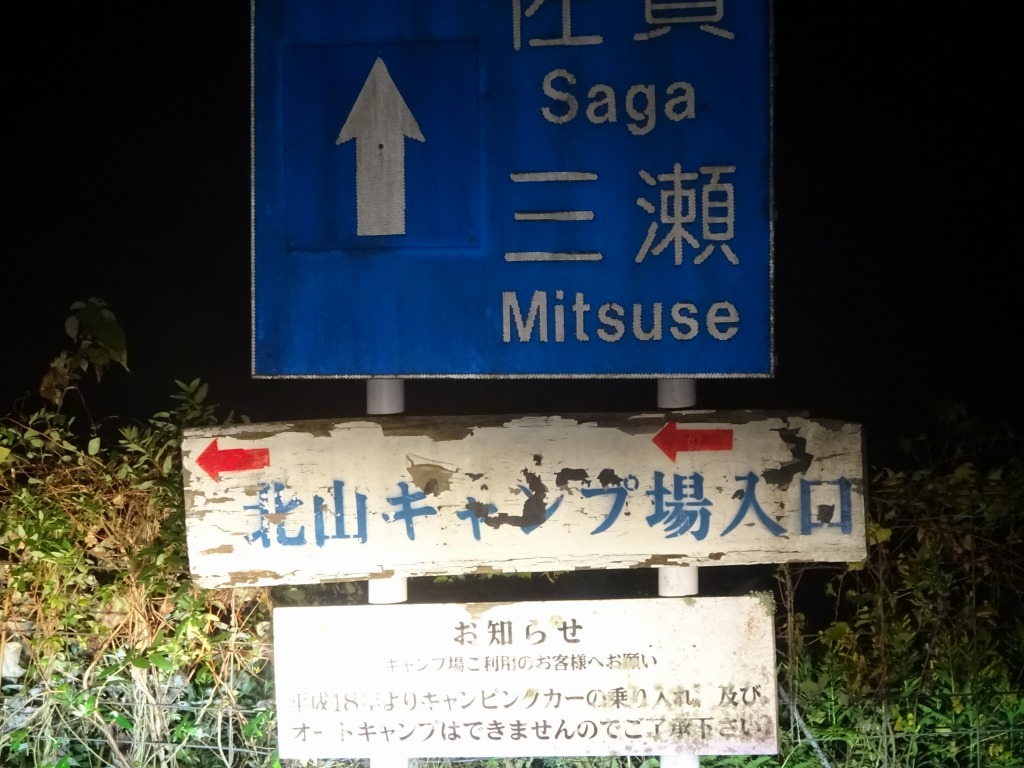 佐賀
Saga
三瀬
Mitsuse
北山キャンプ場入口
お知らせ
キャンプ場ご利用のお客様へお願い
平成18年よりキャンピングカーの乗り入れ、及び
オートキャンプはできませんのでご了承下さい